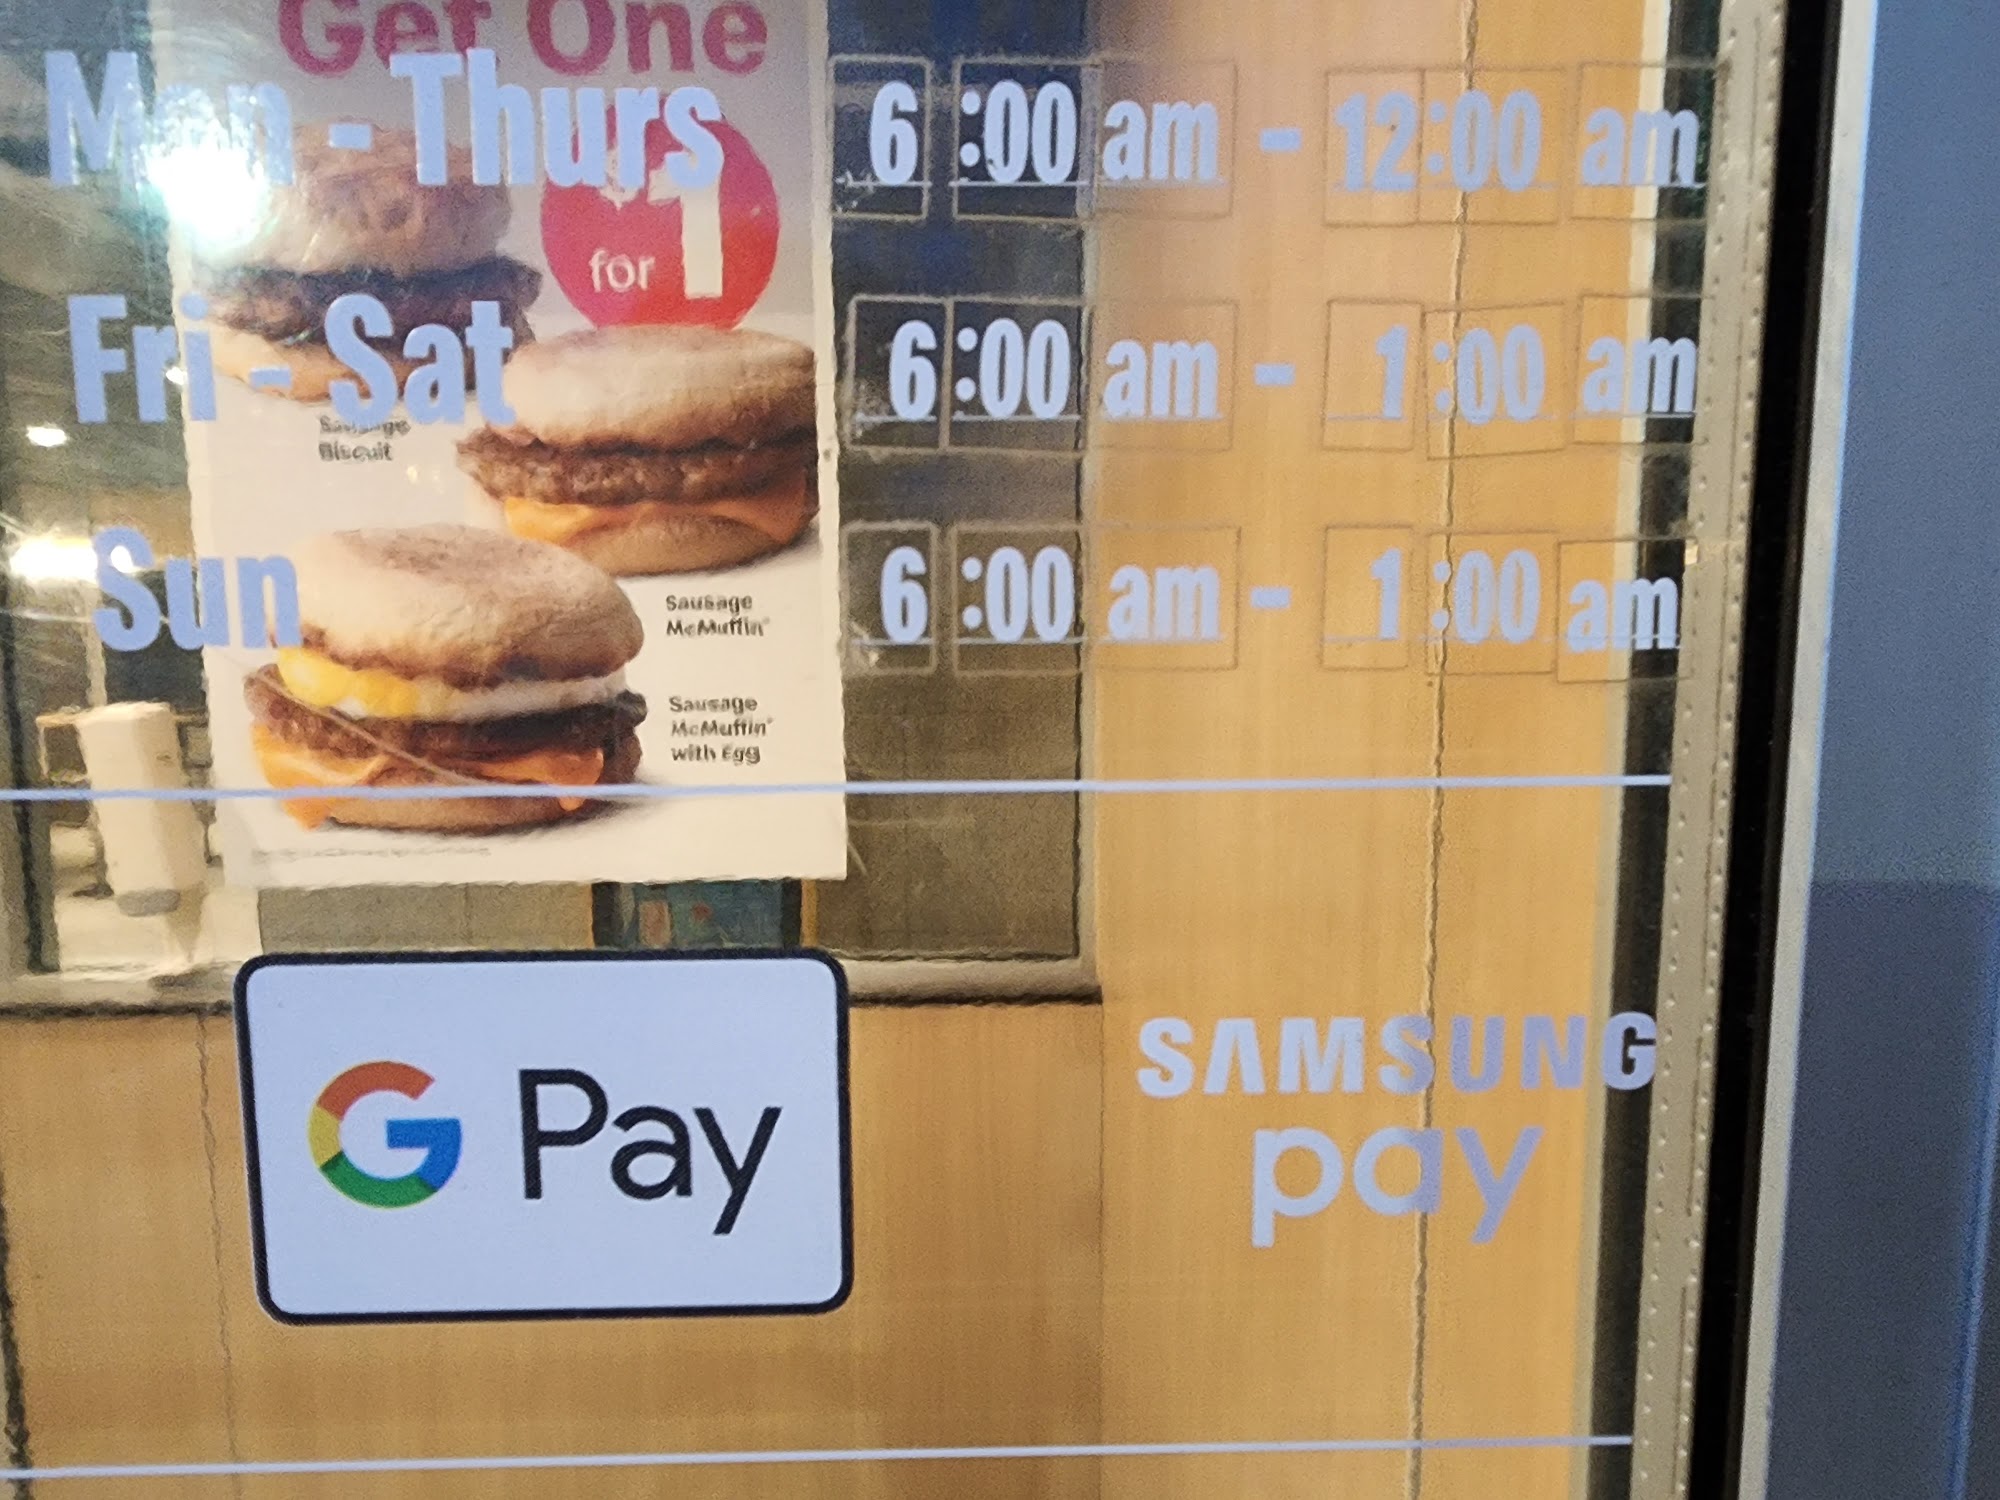 Get One
$1
for
Mon - Thurs 6:00 am - 12:00 am
Fri - Sat 6:00 am - 1:00 am
Sausage
Biscuit
Sun 6:00 am - 1:00 am
Sausage
McMuffin®
Sausage
McMuffin®
with Egg
G Pay
SAMSUNG
pay